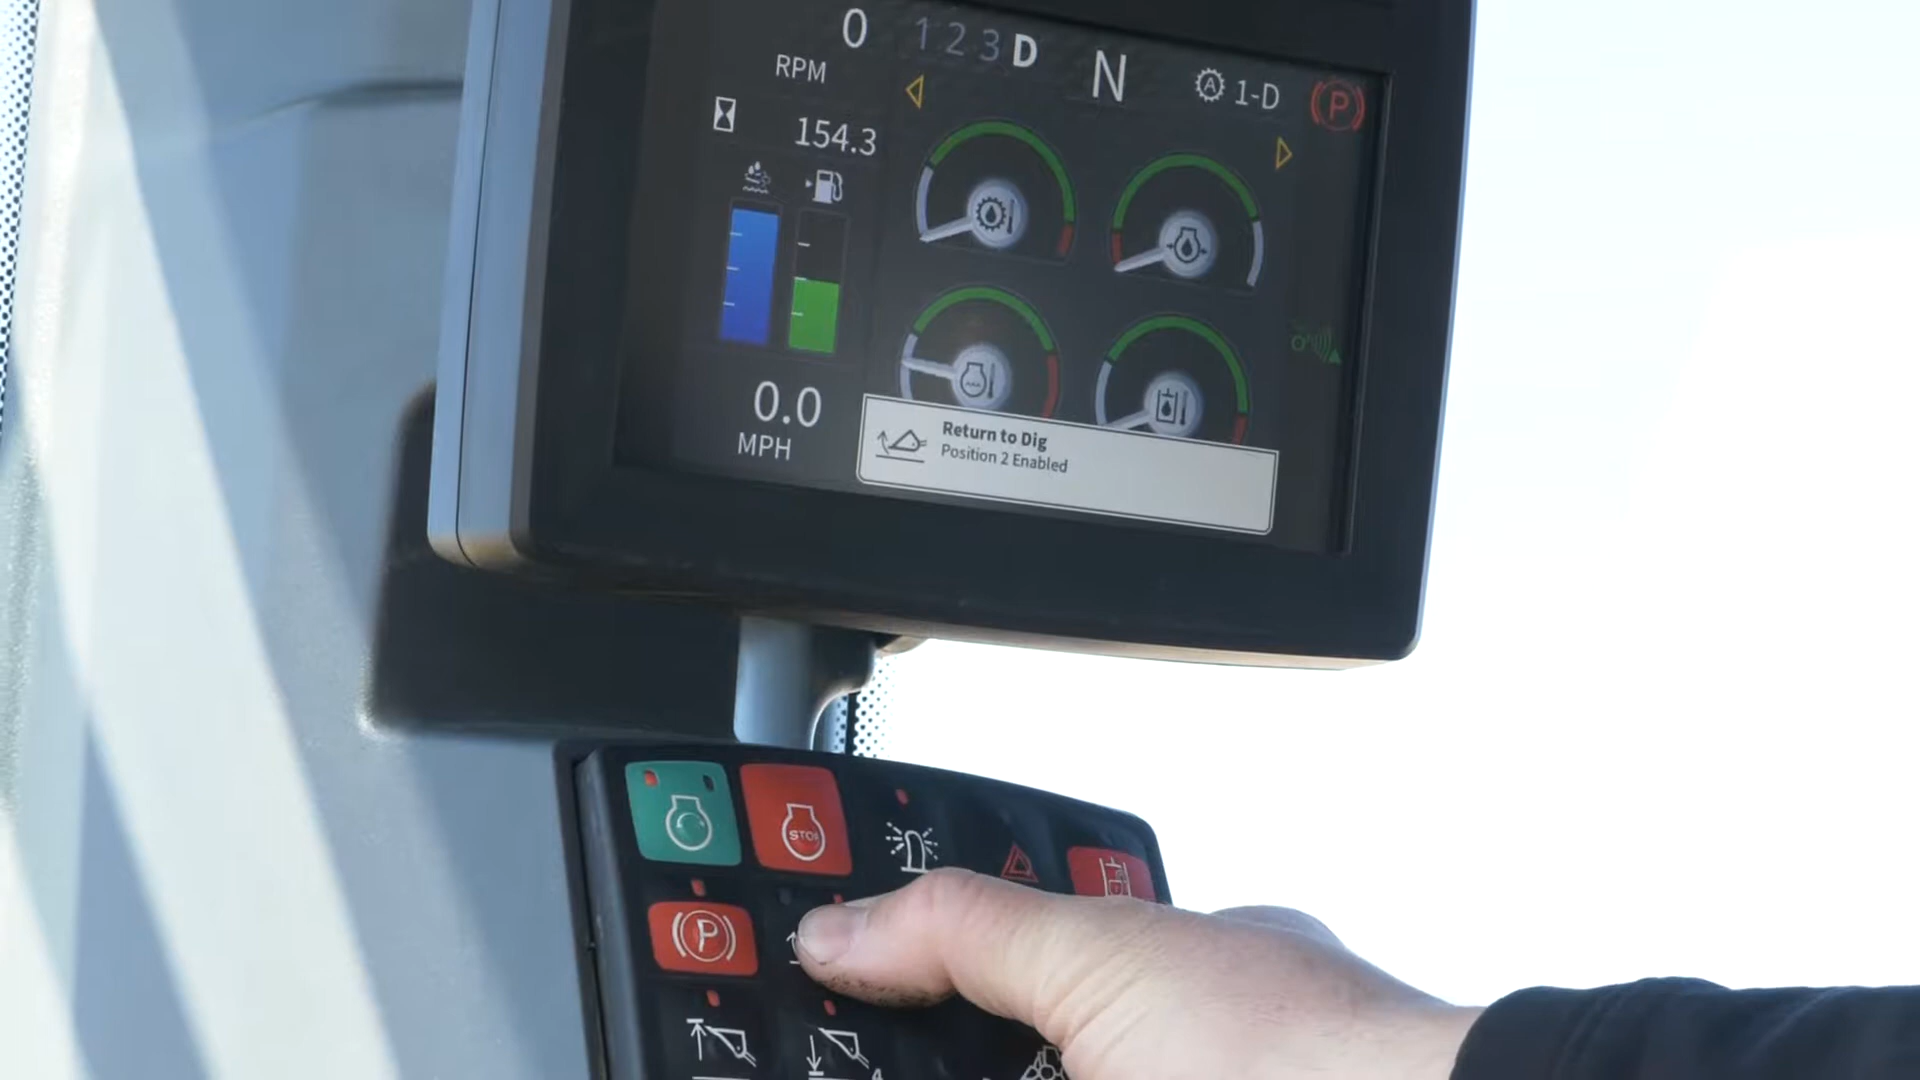 0 1 2 3 D N A 1-D P
RPM
154.3
0.0
MPH
Return to Dig
Position 2 Enabled
STOP
P